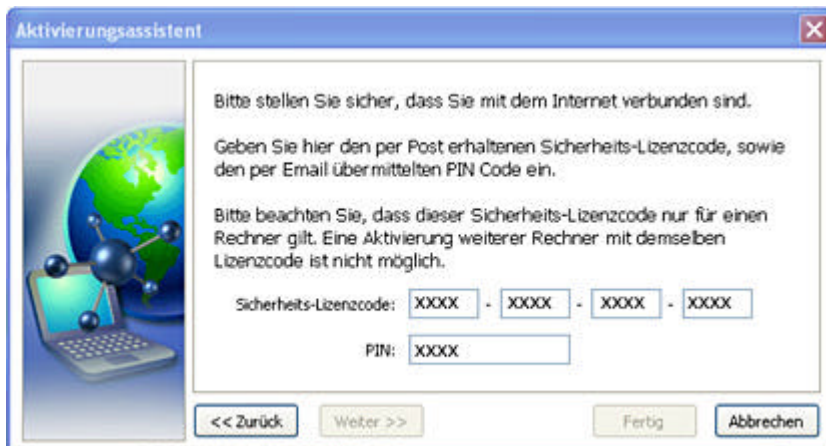 Aktivierungsassistent
Bitte stellen Sie sicher, dass Sie mit dem Internet verbunden sind.
Geben Sie hier den per Post erhaltenen Sicherheits-Lizenzcode, sowie
den per Email übermittelten PIN Code ein.
Bitte beachten Sie, dass dieser Sicherheits-Lizenzcode nur für einen
Rechner gilt. Eine Aktivierung weiterer Rechner mit demselben
Lizenzcode ist nicht möglich.
Sicherheits-Lizenzcode: XXXX - XXXX - XXXX - XXXX
PIN: XXXX
<< Zurück Weiter >> Fertig Abbrechen